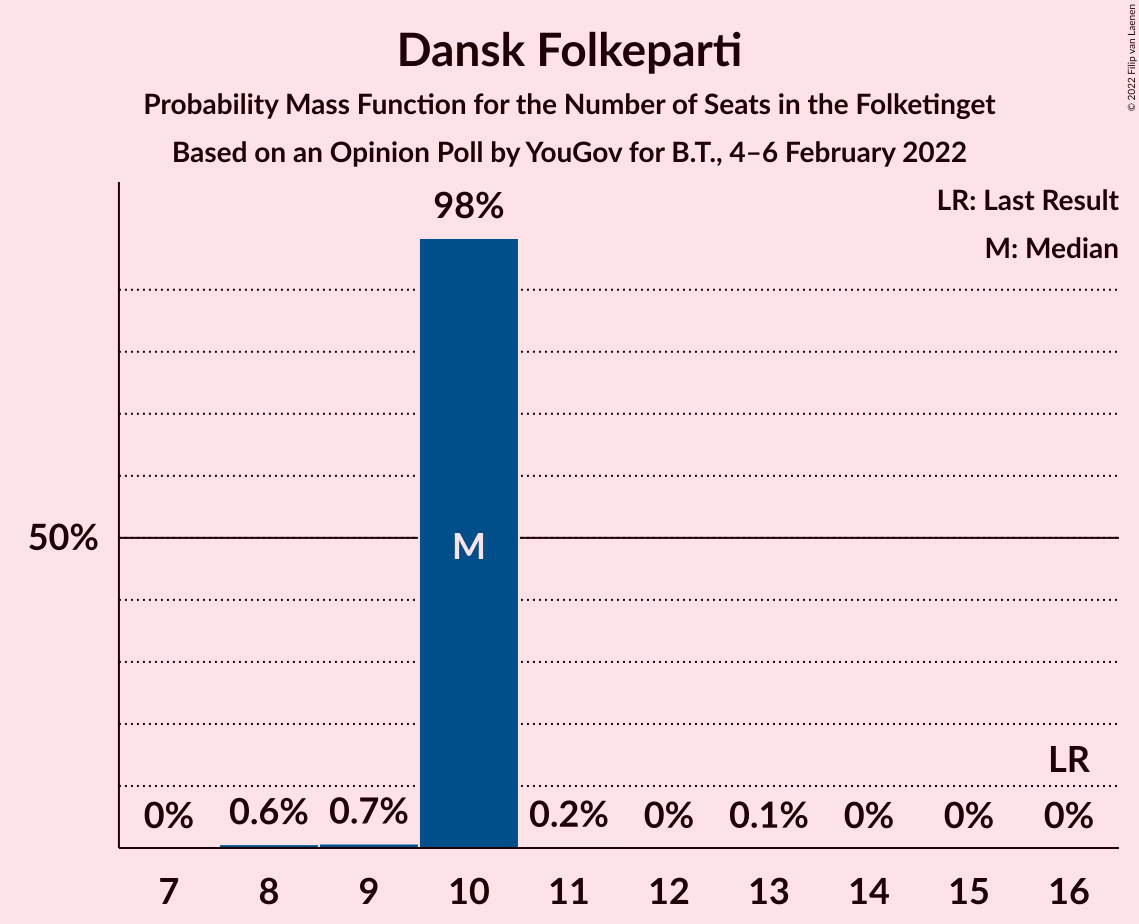 Dansk Folkeparti
Probability Mass Function for the Number of Seats in the Folketinget
Based on an Opinion Poll by YouGov for B.T., 4–6 February 2022
© 2022 Filip van Laenen
LR: Last Result
M: Median
98%
50%
M
LR
0% 0.6% 0.7% 0.2% 0% 0.1% 0% 0% 0%
7 8 9 10 11 12 13 14 15 16